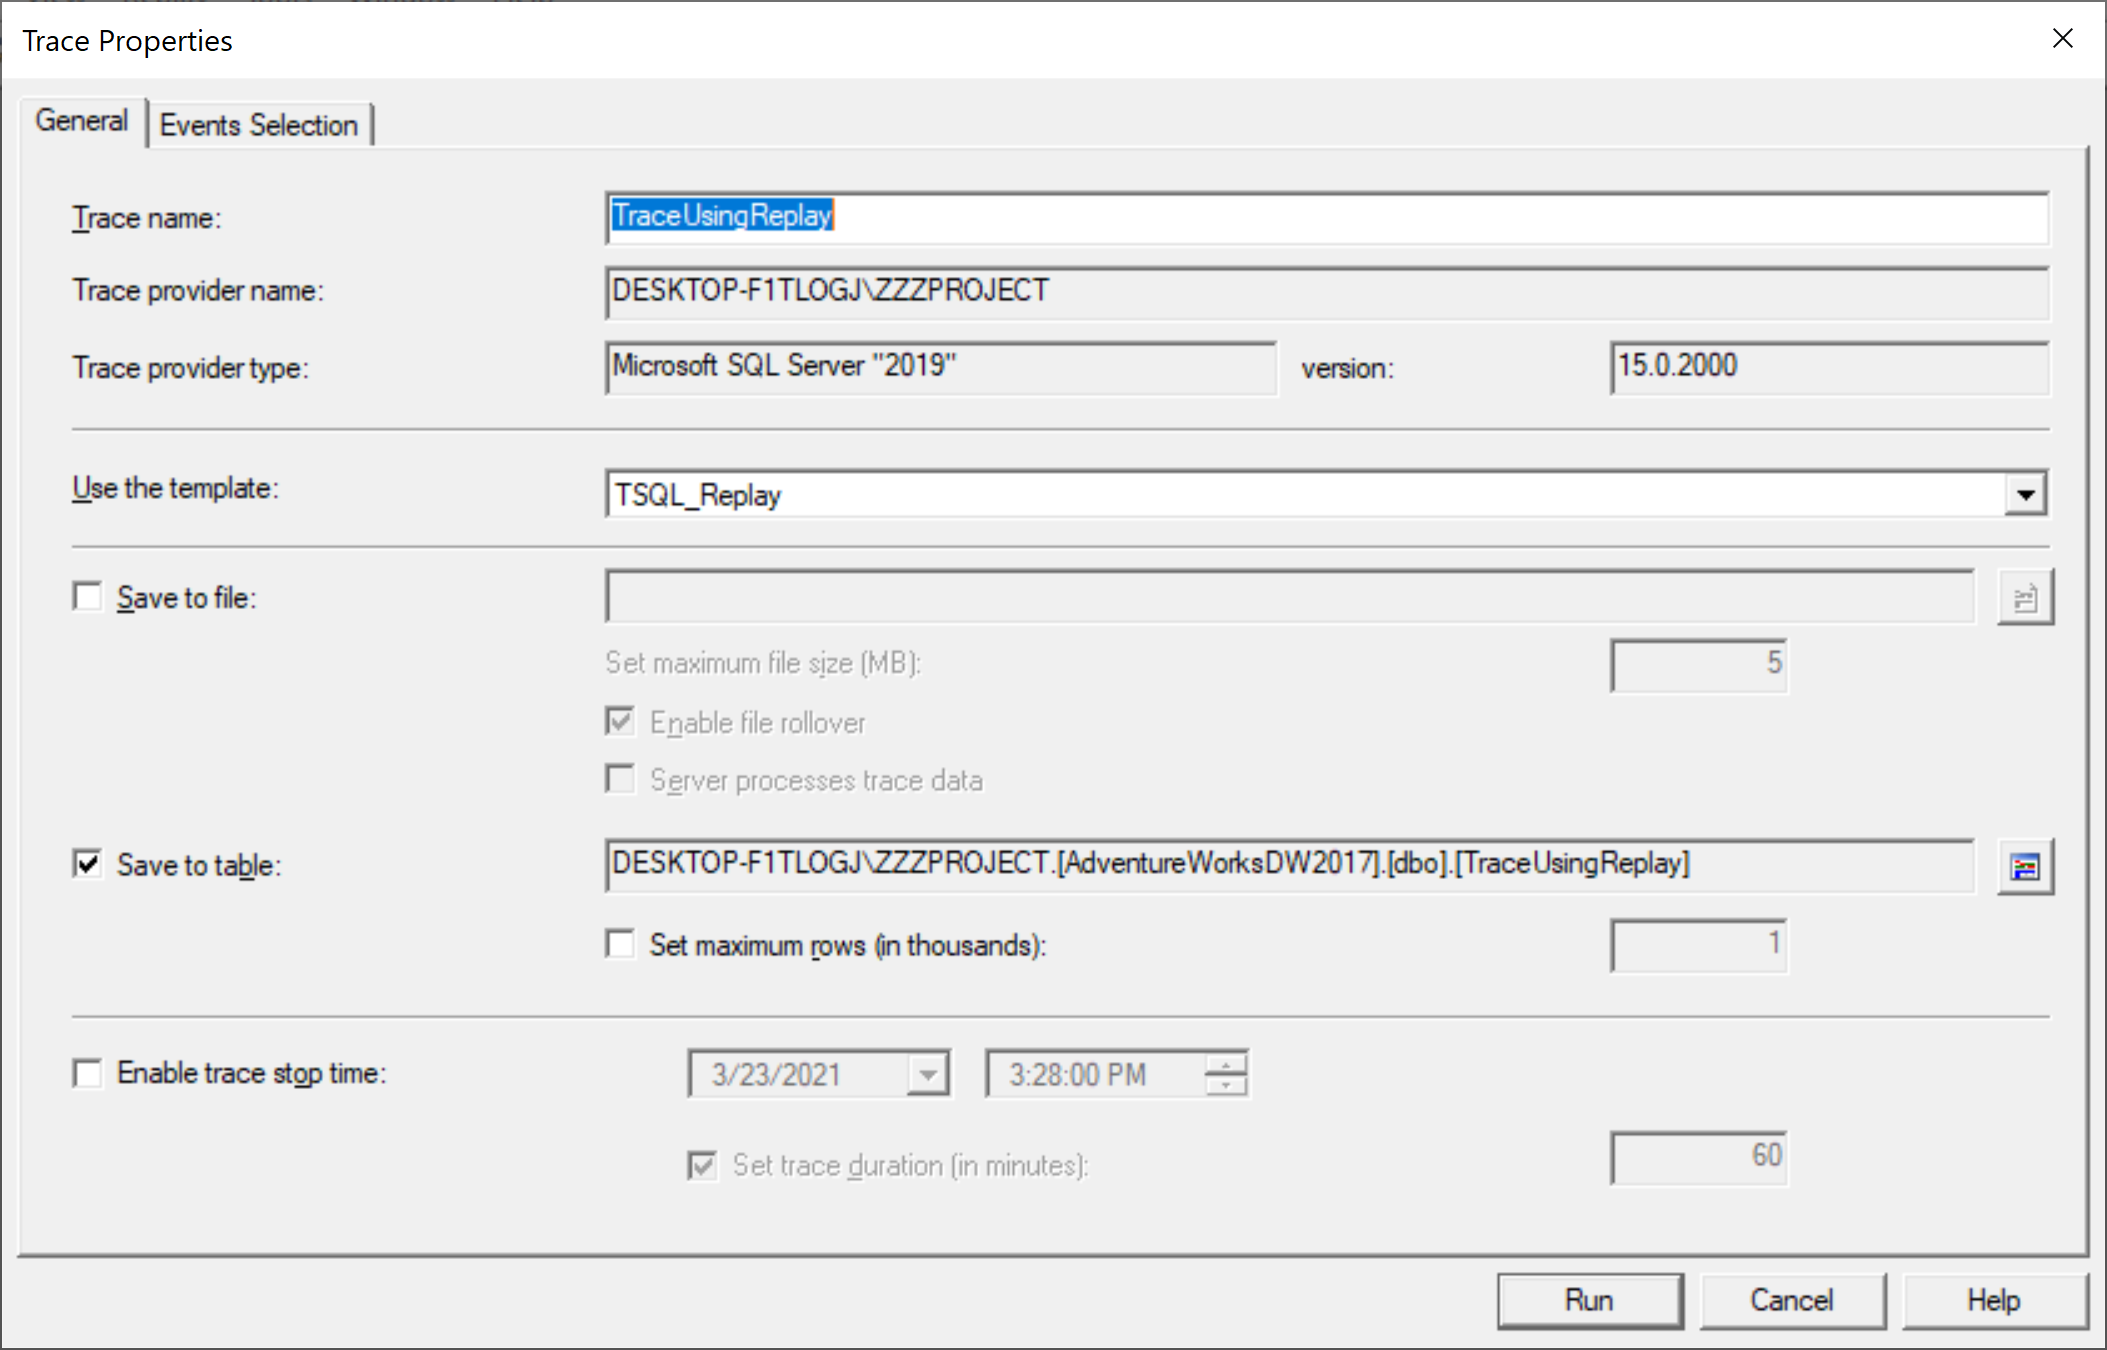 Trace Properties
General
Events Selection
Trace name:
TraceUsingReplay
Trace provider name:
DESKTOP-F1TLOGJ\ZZZPROJECT
Trace provider type:
Microsoft SQL Server "2019"
version:
15.0.2000
Use the template:
TSQL_Replay
Save to file:
Set maximum file size (MB):
5
Enable file rollover
Server processes trace data
Save to table:
DESKTOP-F1TLOGJ\ZZZPROJECT.[AdventureWorksDW2017].[dbo].[TraceUsingReplay]
Set maximum rows (in thousands):
1
Enable trace stop time:
3/23/2021
3:28:00 PM
Set trace duration (in minutes):
60
Run
Cancel
Help